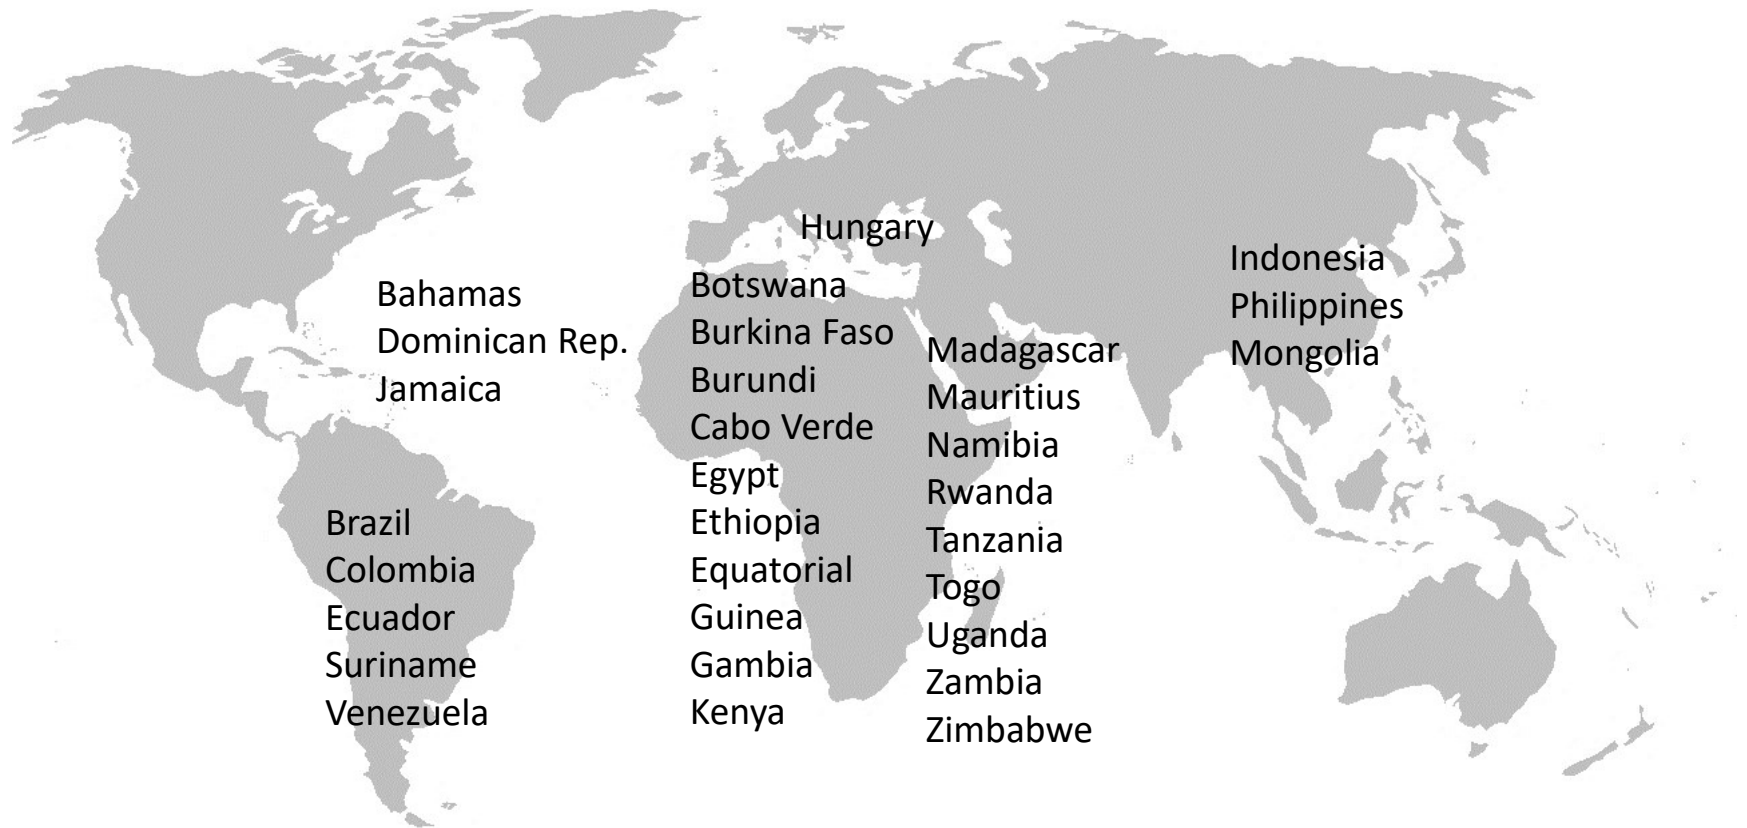 Hungary
Bahamas
Dominican Rep.
Jamaica
Brazil
Colombia
Ecuador
Suriname
Venezuela
Botswana
Burkina Faso
Burundi
Cabo Verde
Egypt
Ethiopia
Equatorial
Guinea
Gambia
Kenya
Madagascar
Mauritius
Namibia
Rwanda
Tanzania
Togo
Uganda
Zambia
Zimbabwe
Indonesia
Philippines
Mongolia